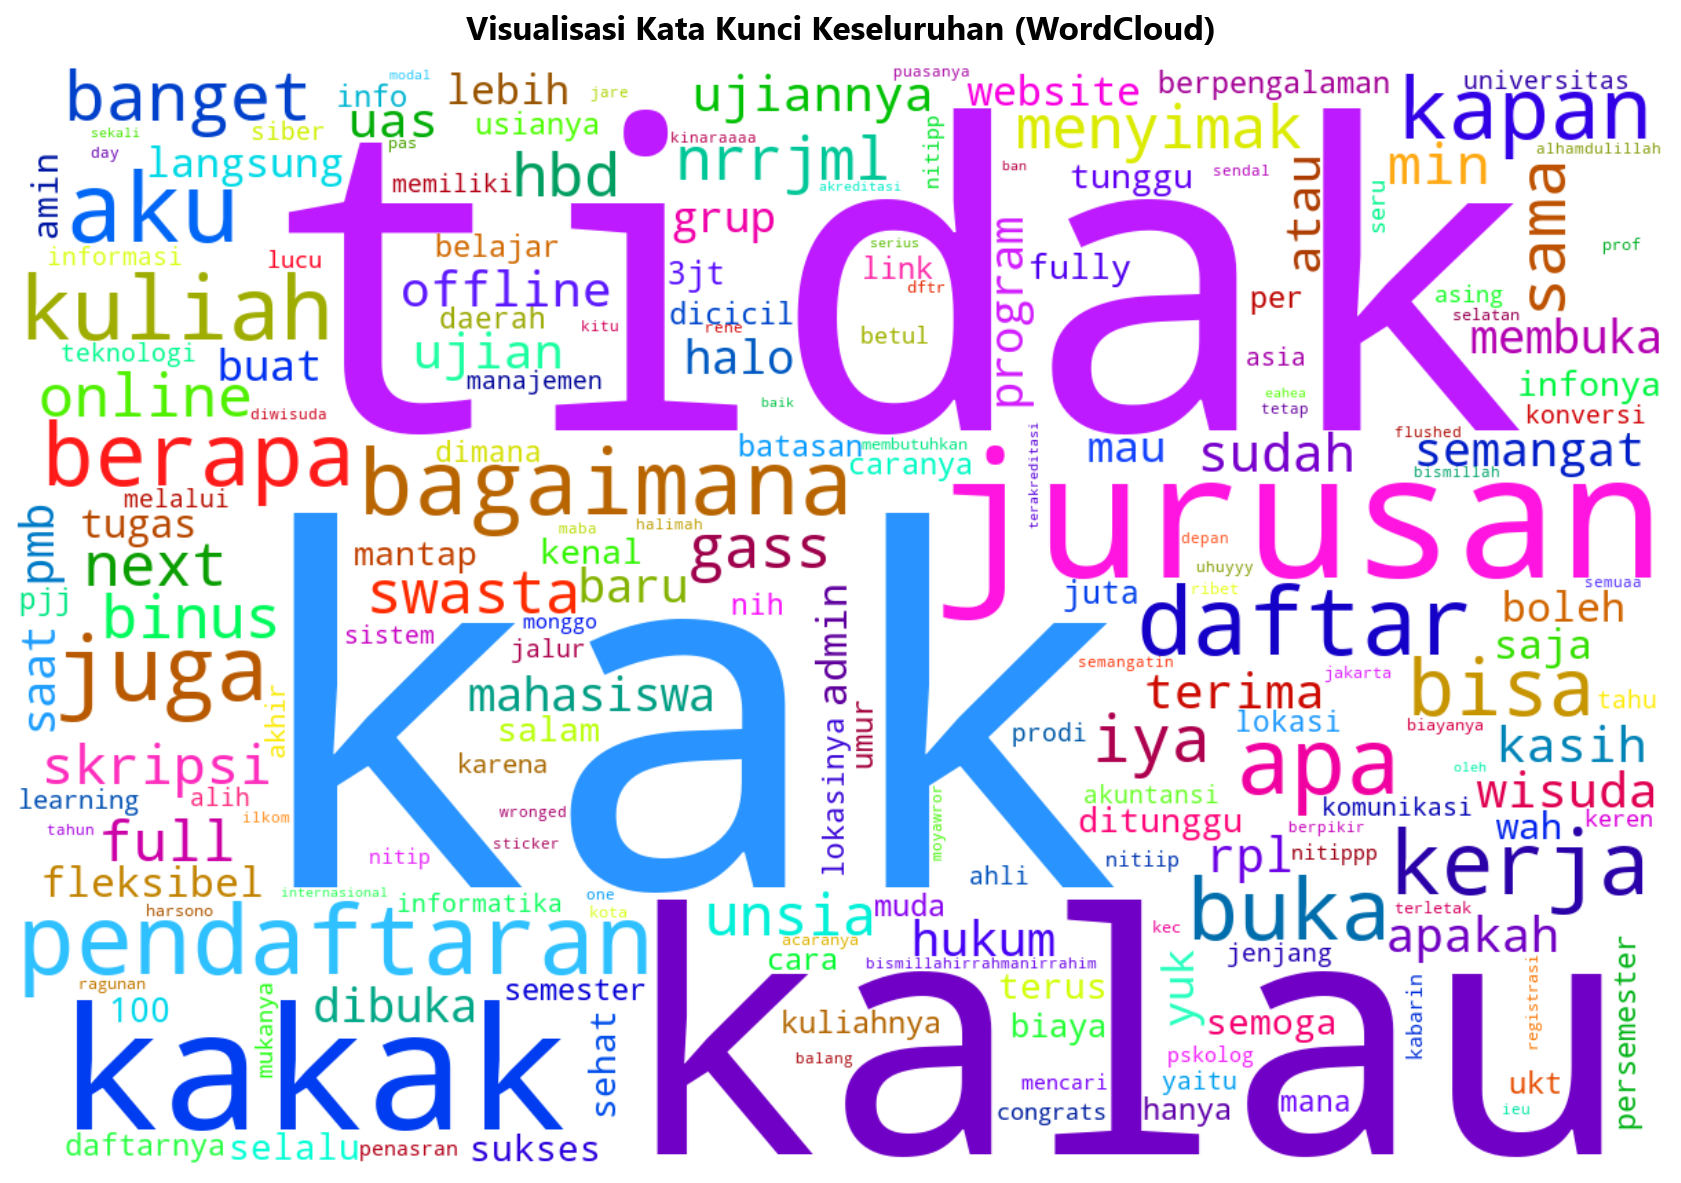 Visualisasi Kata Kunci Keseluruhan (WordCloud)
banget
modal
info
lebih
jare
ujiannya
puasanya
website
berpengalaman
universitas
kapan
sekali
siber
uas
usianya
kinaraaaa
menyimak
day
pas
langsung
amin
aku
memiliki
hbd
nrrjml
akreditasi
nitipp
ban
tunggu
sendal
atau
min
alhamdulillah
tidak
grup
seru
sama
prof
informasi
lucu
belajar
serius
program
fully
kuliah
offline
3jt
link
dftr
per
asing
selatan
daerah
kitu
dicicil
rene
betul
membuka
teknologi
buat
ujian
halo
asia
manajemen
infonya
online
diwisuda
baik
eahea
tetap
konversi
berapa
dimana
batasan
membutuhkan
caranya
terakreditasi
mau
sudah
flushed
semangat
bismillah
bagaimana
jurusan
melalui
tugas
pmb
maba
halimah
depan
next
mantap
kenal
gass
uhuyyy
pjj
binus
swasta
baru
nih
admin
juta
ribet
semuaa
daftar
boleh
saat
juga
sistem
monggo
jalur
saja
kak
semangatin
jakarta
bisa
tahu
akhir
mahasiswa
terima
salam
lokasinya
umur
prodi
iya
lokasi
biayanya
skripsi
karena
apa
kasih
oleh
learning
alih
akuntansi
komunikasi
wisuda
tahun
full
ilkom
wronged
sticker
moyawror
ditunggu
berpikir
wah
keren
nitip
nitiip
rpl
nitippp
kerja
fleksibel
internasional
informatika
one
kota
ahli
harsono
pendaftaran
unsia
muda
hukum
kec
buka
terletak
apakah
acaranya
cara
bismillahirrahmanirrahim
jenjang
ragunan
100
mukanya
dibuka
semester
kalau
terus
yuk
kabarin
registrasi
persemester
kakak
sehat
kuliahnya
biaya
semoga
balang
pskolog
mencari
yaitu
ukt
congrats
hanya
mana
ieu
daftarnya
selalu
penasran
sukses